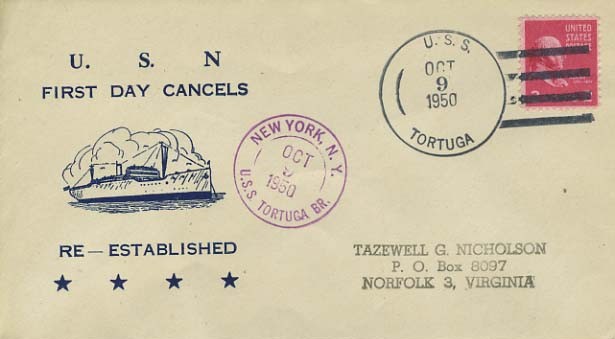 U. S. N
FIRST DAY CANCELS
RE — ESTABLISHED
NEW YORK, N. Y.
OCT
9
1950
U.S.S. TORTUGA BR.
U. S. S.
OCT
9
1950
TORTUGA
UNITED
STATES
POSTAGE
TAZEWELL G. NICHOLSON
P. O. Box 8097
NORFOLK 3, VIRGINIA